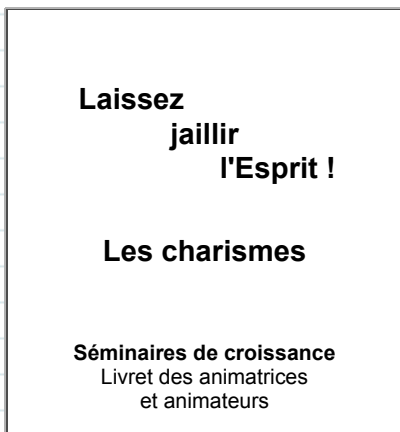 Laissez
jaillir
l'Esprit !
Les charismes
Séminaires de croissance
Livret des animatrices
et animateurs